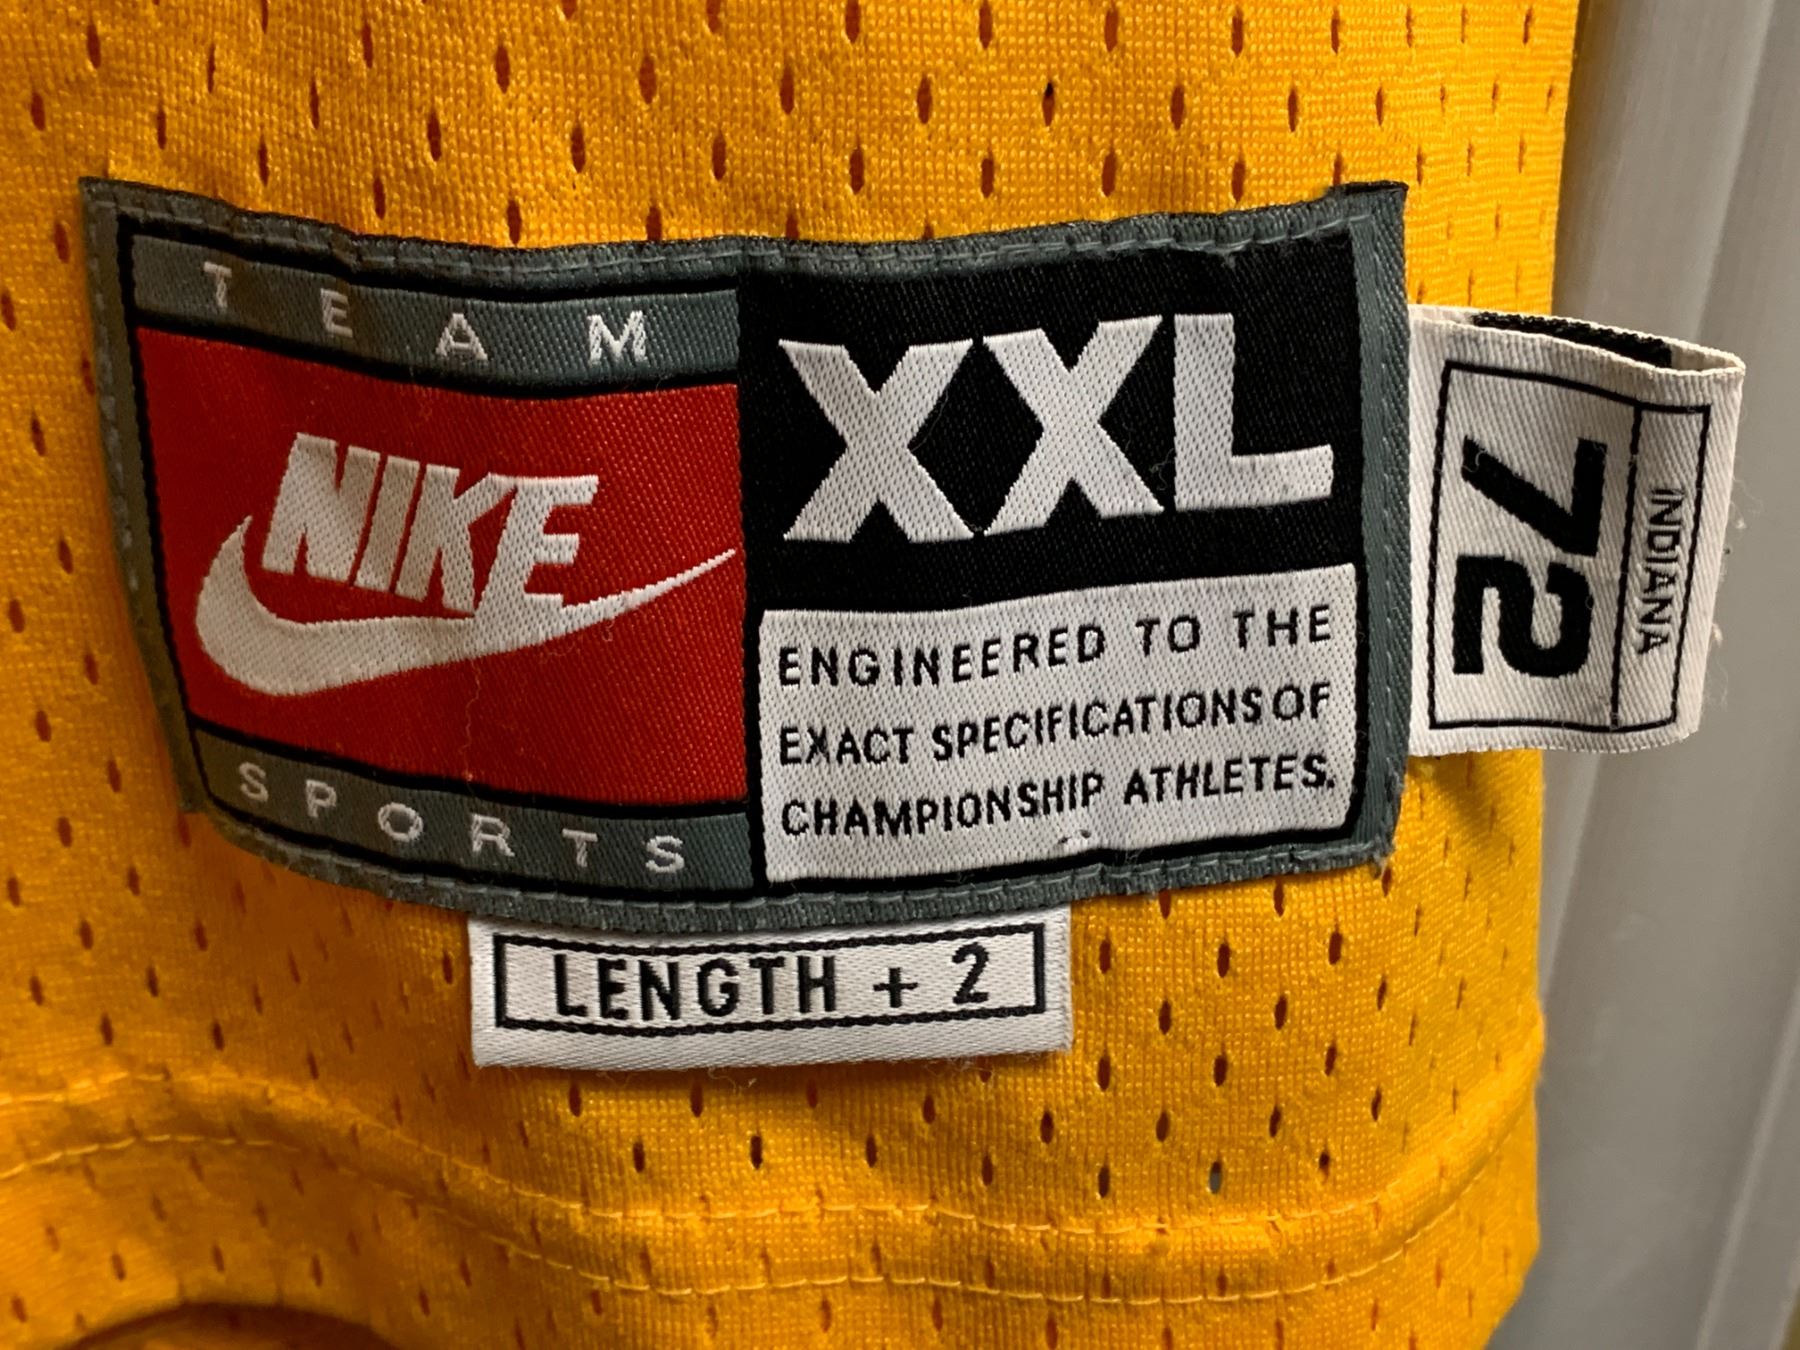 TEAM
NIKE
SPORTS
XXL
ENGINEERED TO THE
EXACT SPECIFICATIONS OF
CHAMPIONSHIP ATHLETES.
LENGTH + 2
INDIANA
72